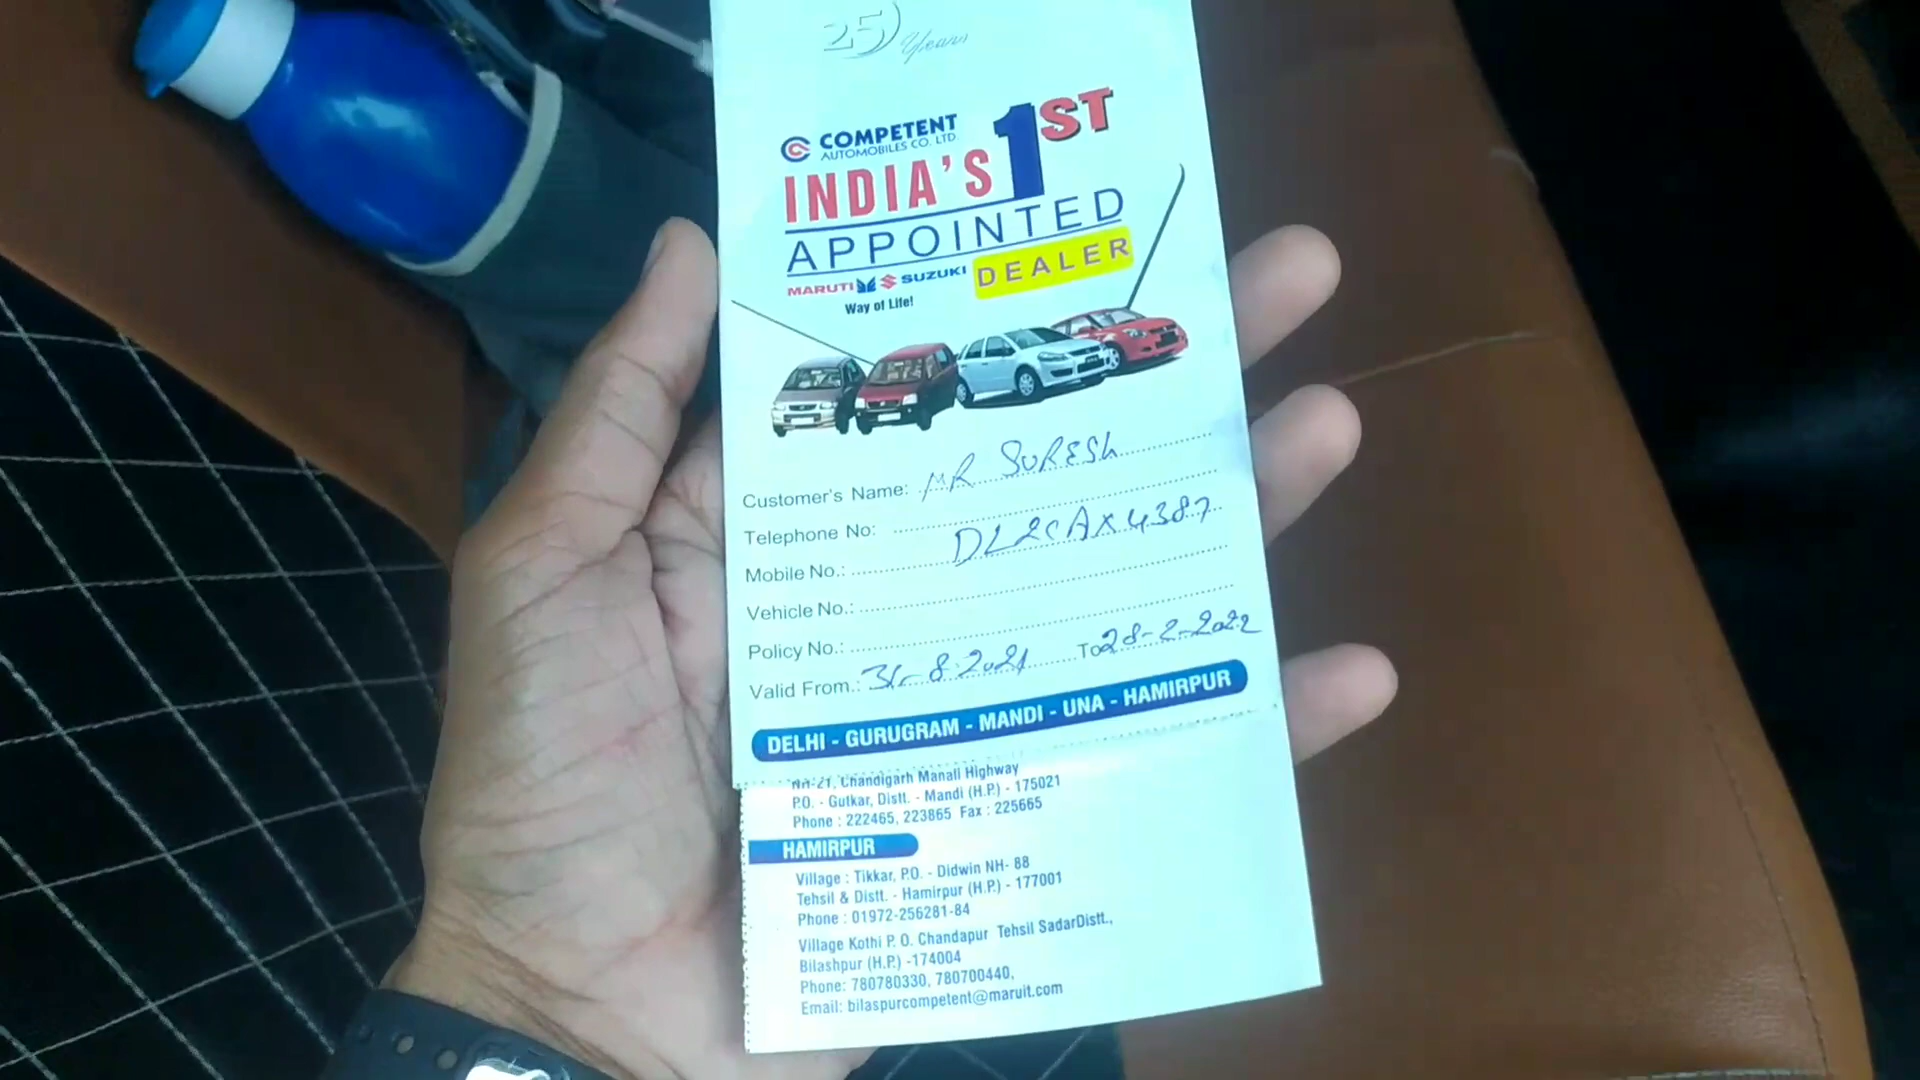 25 Years
COMPETENT
AUTOMOBILES CO. LTD.
INDIA'S 1ST
APPOINTED
MARUTI SUZUKI DEALER
Way of Life!
Customer's Name: MR SURESH
Telephone No:
DL2CAX4387
Mobile No.:
Vehicle No.:
Policy No.:
Valid From.: 31-8-2021 To 28-2-2022
DELHI - GURUGRAM - MANDI - UNA - HAMIRPUR
NH-21, Chandigarh Manali Highway
P.O. - Gutkar, Distt. - Mandi (H.P.) - 175021
Phone : 222465, 223865 Fax : 225665
HAMIRPUR
Village : Tikkar, P.O. - Didwin NH- 88
Tehsil & Distt. - Hamirpur (H.P.) - 177001
Phone : 01972-256281-84
Village Kothi P. O. Chandapur Tehsil SadarDistt.,
Bilashpur (H.P.) -174004
Phone: 780780330, 780700440,
Email: bilaspurcompetent@maruit.com